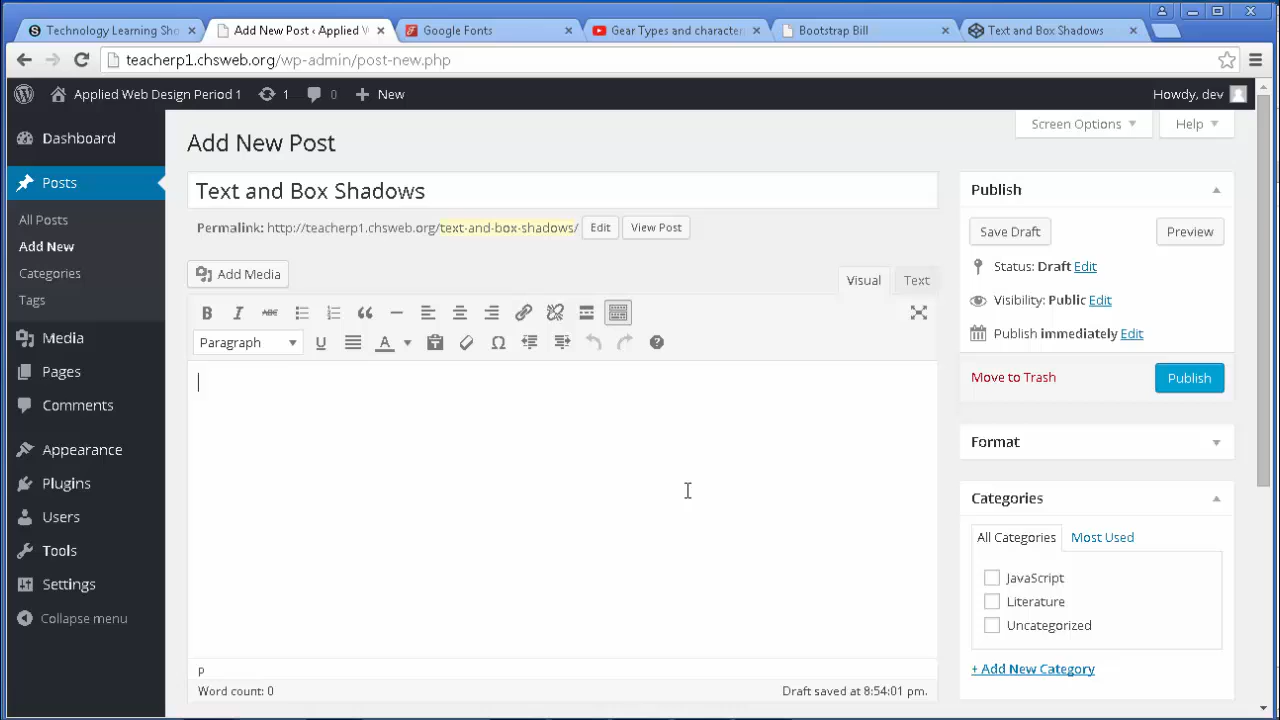 Technology Learning Sho
Add New Post ‹ Applied W
Google Fonts
Gear Types and character
Bootstrap Bill
Text and Box Shadows
teacherp1.chsweb.org/wp-admin/post-new.php
Applied Web Design Period 1
1
0
+ New
Howdy, dev
Dashboard
Posts
All Posts
Add New
Categories
Tags
Media
Pages
Comments
Appearance
Plugins
Users
Tools
Settings
Collapse menu
Screen Options
Help
Add New Post
Text and Box Shadows
Permalink: http://teacherp1.chsweb.org/text-and-box-shadows/ Edit View Post
Add Media
Visual Text
B I ABC
Paragraph U A Ω
p
Word count: 0
Draft saved at 8:54:01 pm.
Publish
Save Draft
Preview
Status: Draft Edit
Visibility: Public Edit
Publish immediately Edit
Move to Trash
Publish
Format
Categories
All Categories Most Used
JavaScript
Literature
Uncategorized
+ Add New Category